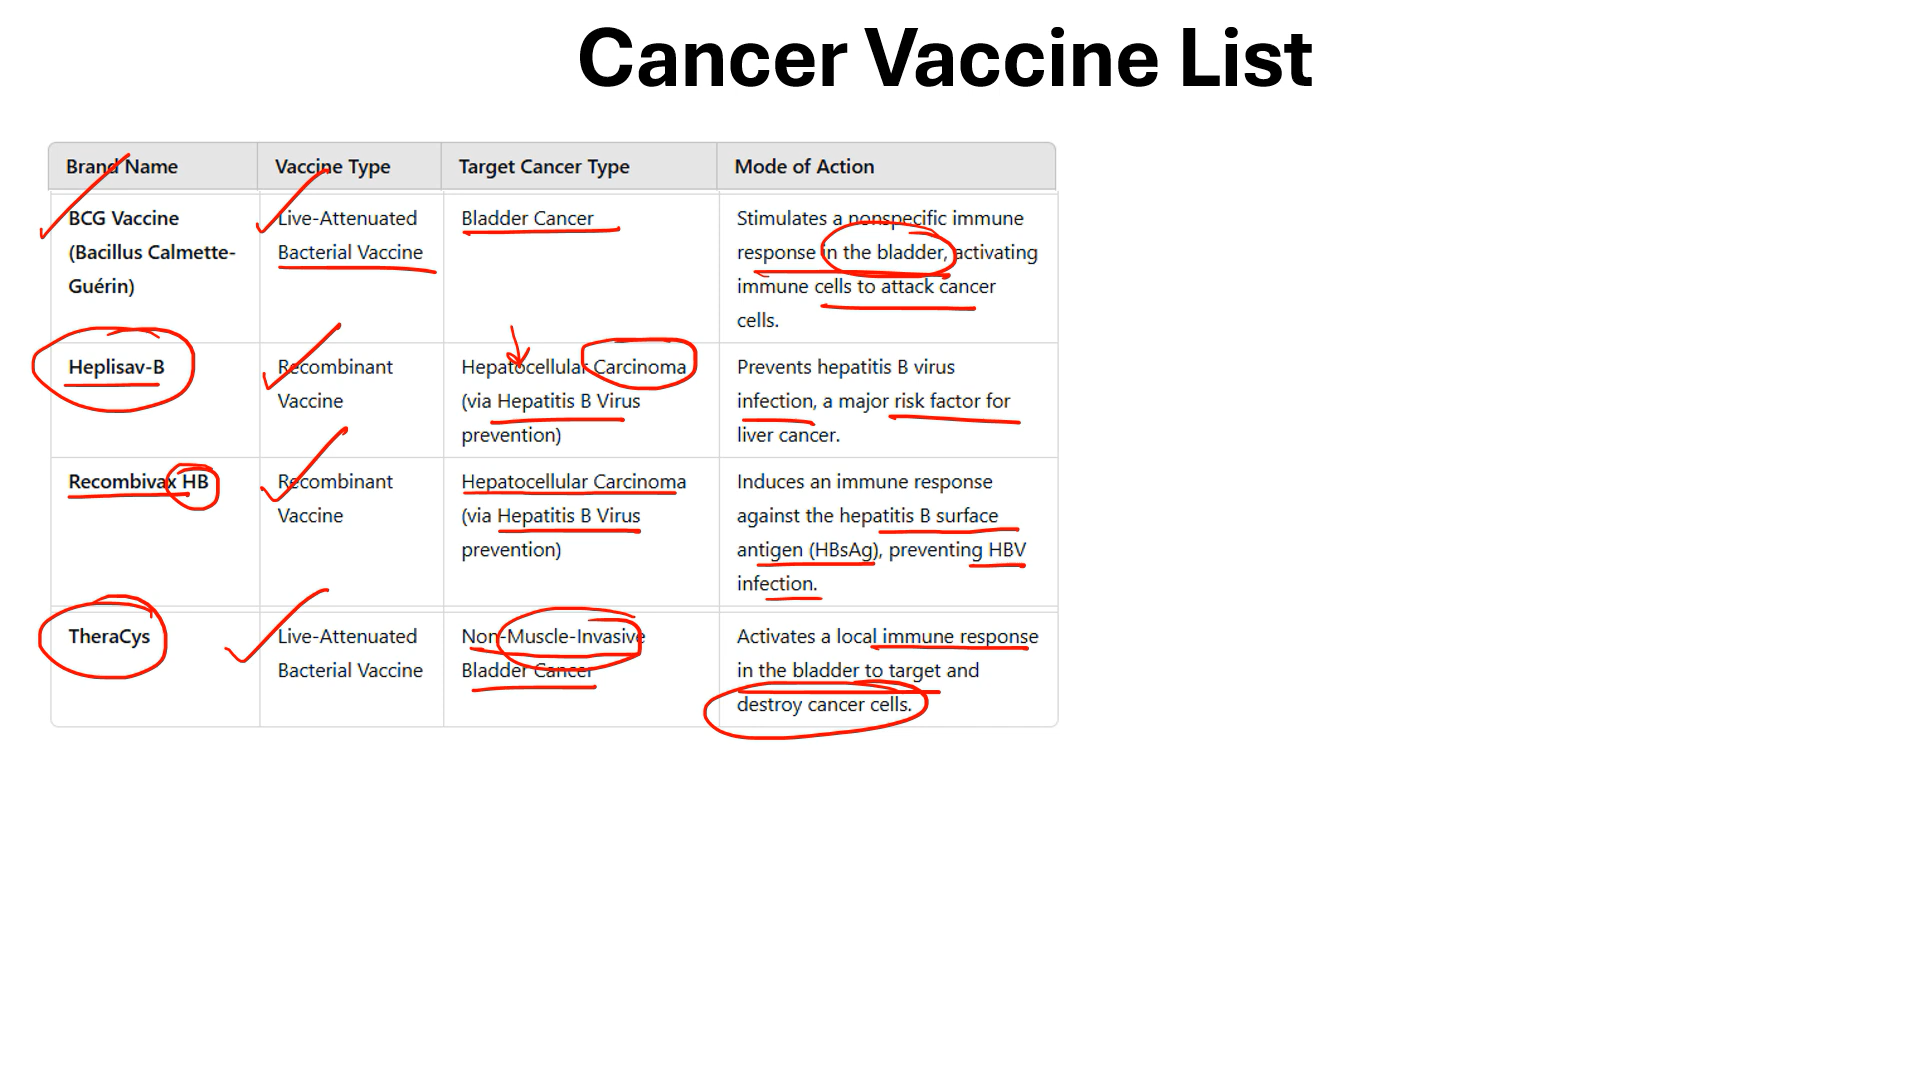 Cancer Vaccine List
Brand Name Vaccine Type Target Cancer Type Mode of Action
BCG Vaccine
(Bacillus Calmette-
Guérin)
Live-Attenuated
Bacterial Vaccine
Bladder Cancer
Stimulates a nonspecific immune
response in the bladder, activating
immune cells to attack cancer
cells.
Heplisav-B
Recombinant
Vaccine
Hepatocellular Carcinoma
(via Hepatitis B Virus
prevention)
Prevents hepatitis B virus
infection, a major risk factor for
liver cancer.
Recombivax HB
Recombinant
Vaccine
Hepatocellular Carcinoma
(via Hepatitis B Virus
prevention)
Induces an immune response
against the hepatitis B surface
antigen (HBsAg), preventing HBV
infection.
TheraCys
Live-Attenuated
Bacterial Vaccine
Non-Muscle-Invasive
Bladder Cancer
Activates a local immune response
in the bladder to target and
destroy cancer cells.